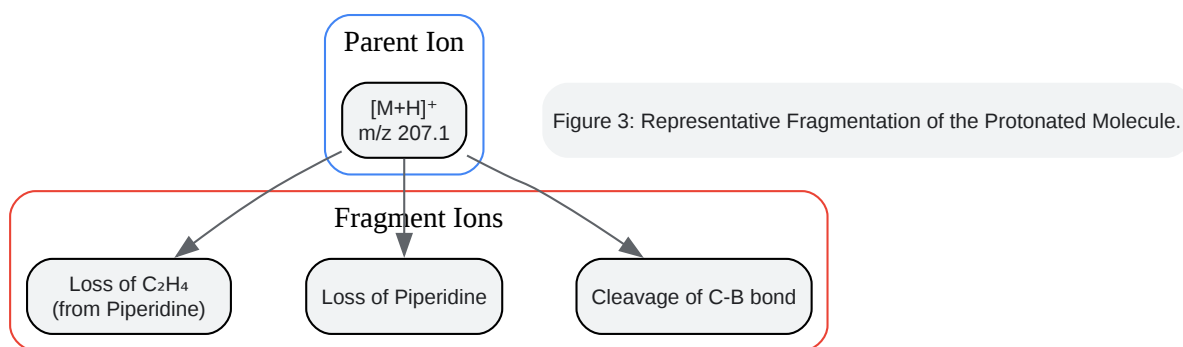 Parent Ion
[M+H]⁺
m/z 207.1
Figure 3: Representative Fragmentation of the Protonated Molecule.
Fragment Ions
Loss of C₂H₄
(from Piperidine)
Loss of Piperidine
Cleavage of C-B bond